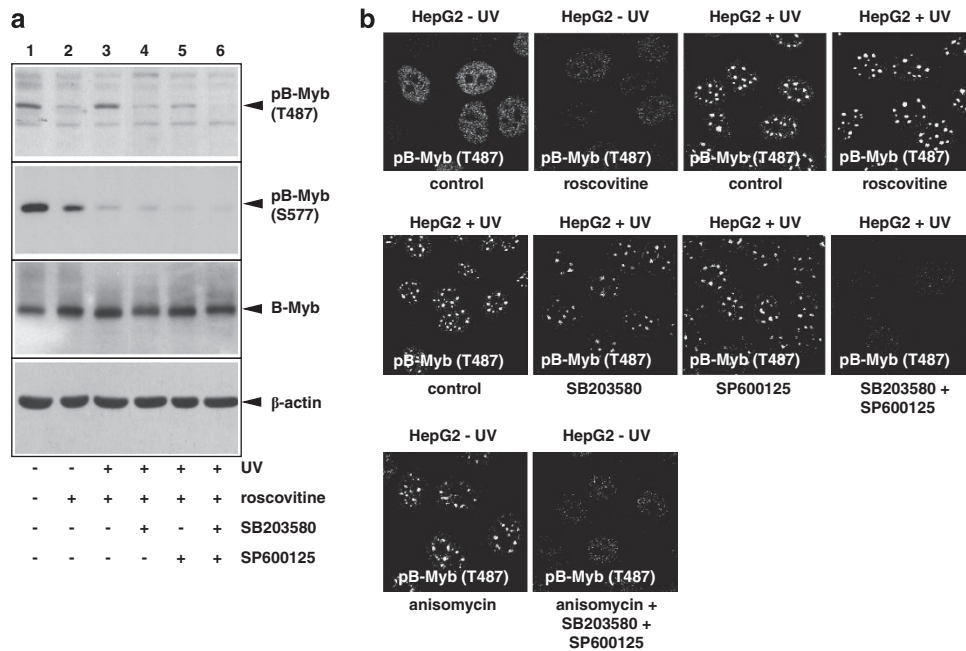 a
1 2 3 4 5 6
pB-Myb
(T487)
pB-Myb
(S577)
B-Myb
β-actin
- - + + + + UV
- + + + + + roscovitine
- - - + - + SB203580
- - - - + + SP600125
b
HepG2 - UV HepG2 - UV HepG2 + UV HepG2 + UV
pB-Myb (T487) pB-Myb (T487) pB-Myb (T487) pB-Myb (T487)
control roscovitine control roscovitine
HepG2 + UV HepG2 + UV HepG2 + UV HepG2 + UV
pB-Myb (T487) pB-Myb (T487) pB-Myb (T487) pB-Myb (T487)
control SB203580 SP600125 SB203580 +
SP600125
HepG2 - UV HepG2 - UV
pB-Myb (T487) pB-Myb (T487)
anisomycin anisomycin +
SB203580 +
SP600125